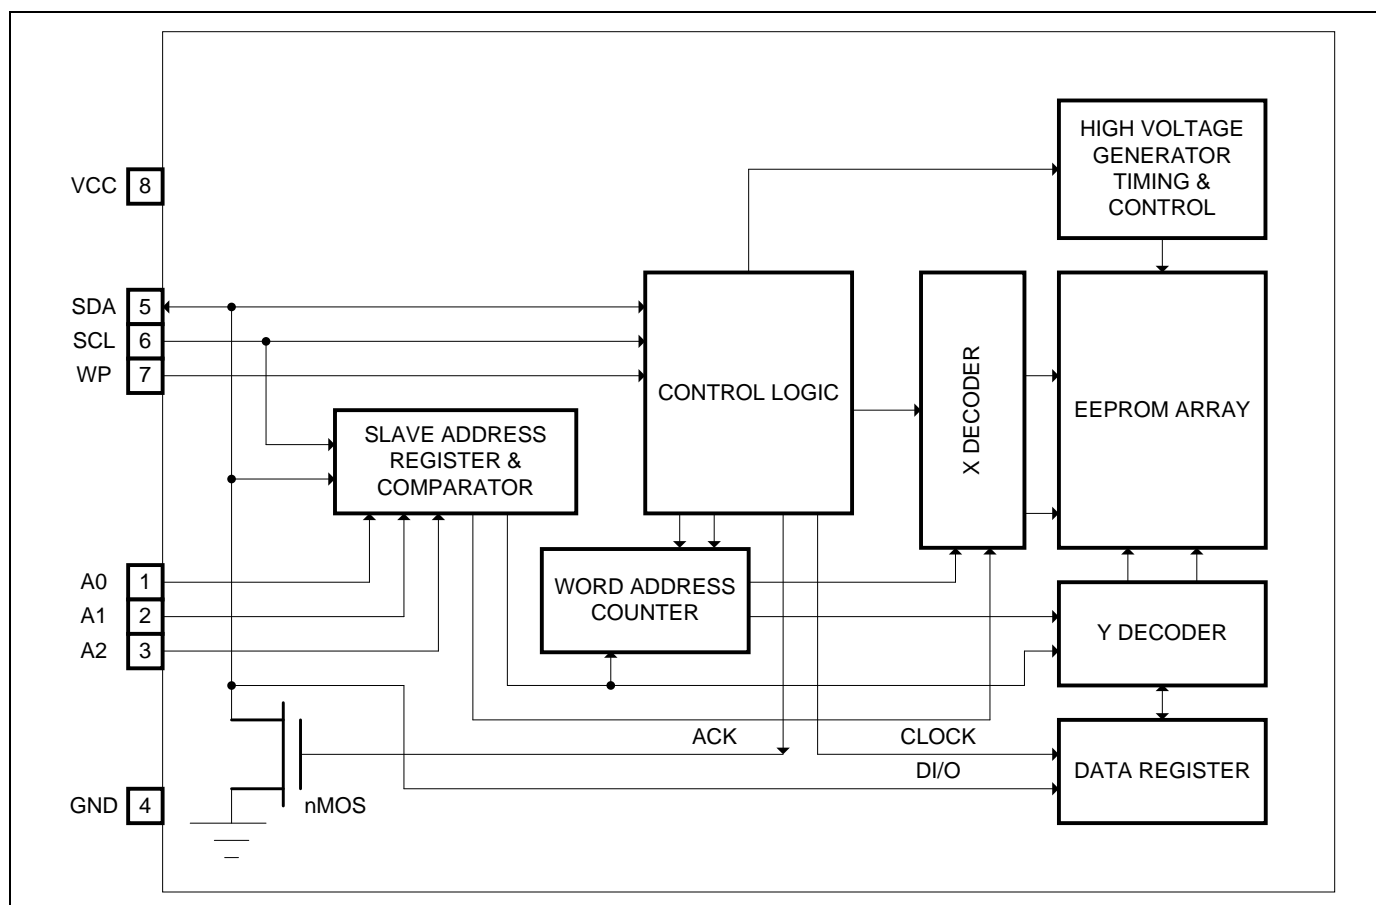 HIGH VOLTAGE
GENERATOR
TIMING &
CONTROL
VCC 8
SDA 5
SCL 6
WP 7
CONTROL LOGIC
X DECODER
EEPROM ARRAY
SLAVE ADDRESS
REGISTER &
COMPARATOR
A0 1
A1 2
A2 3
WORD ADDRESS
COUNTER
Y DECODER
ACK
CLOCK
DI/O
DATA REGISTER
GND 4
nMOS